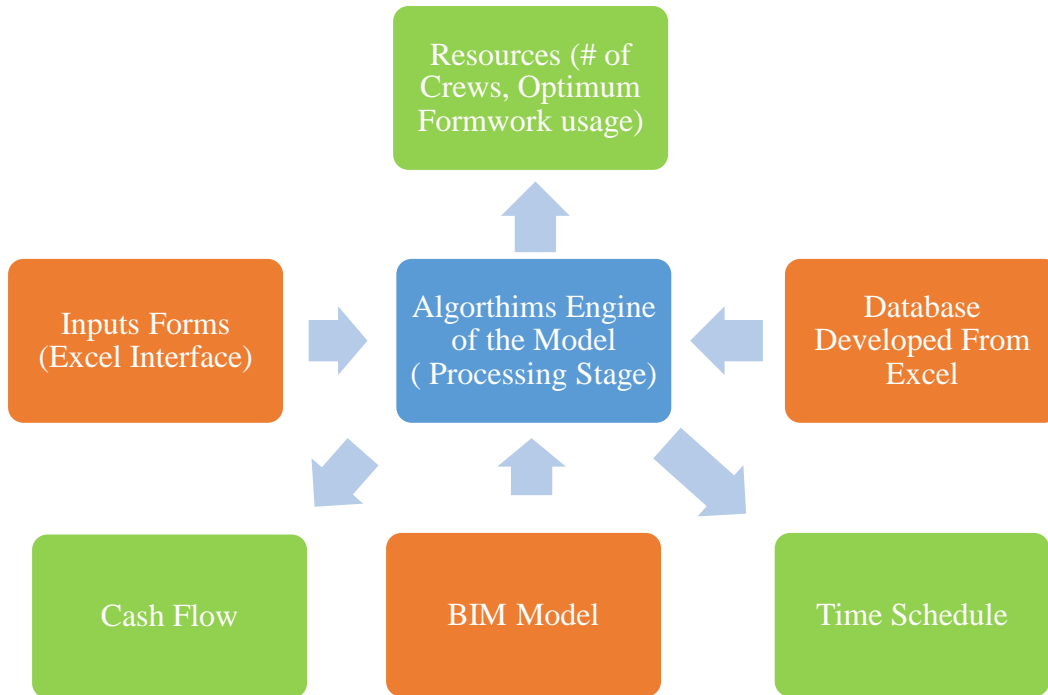 Resources (# of
Crews, Optimum
Formwork usage)
Inputs Forms
(Excel Interface)
Algorthims Engine
of the Model
( Processing Stage)
Database
Developed From
Excel
Cash Flow
BIM Model
Time Schedule